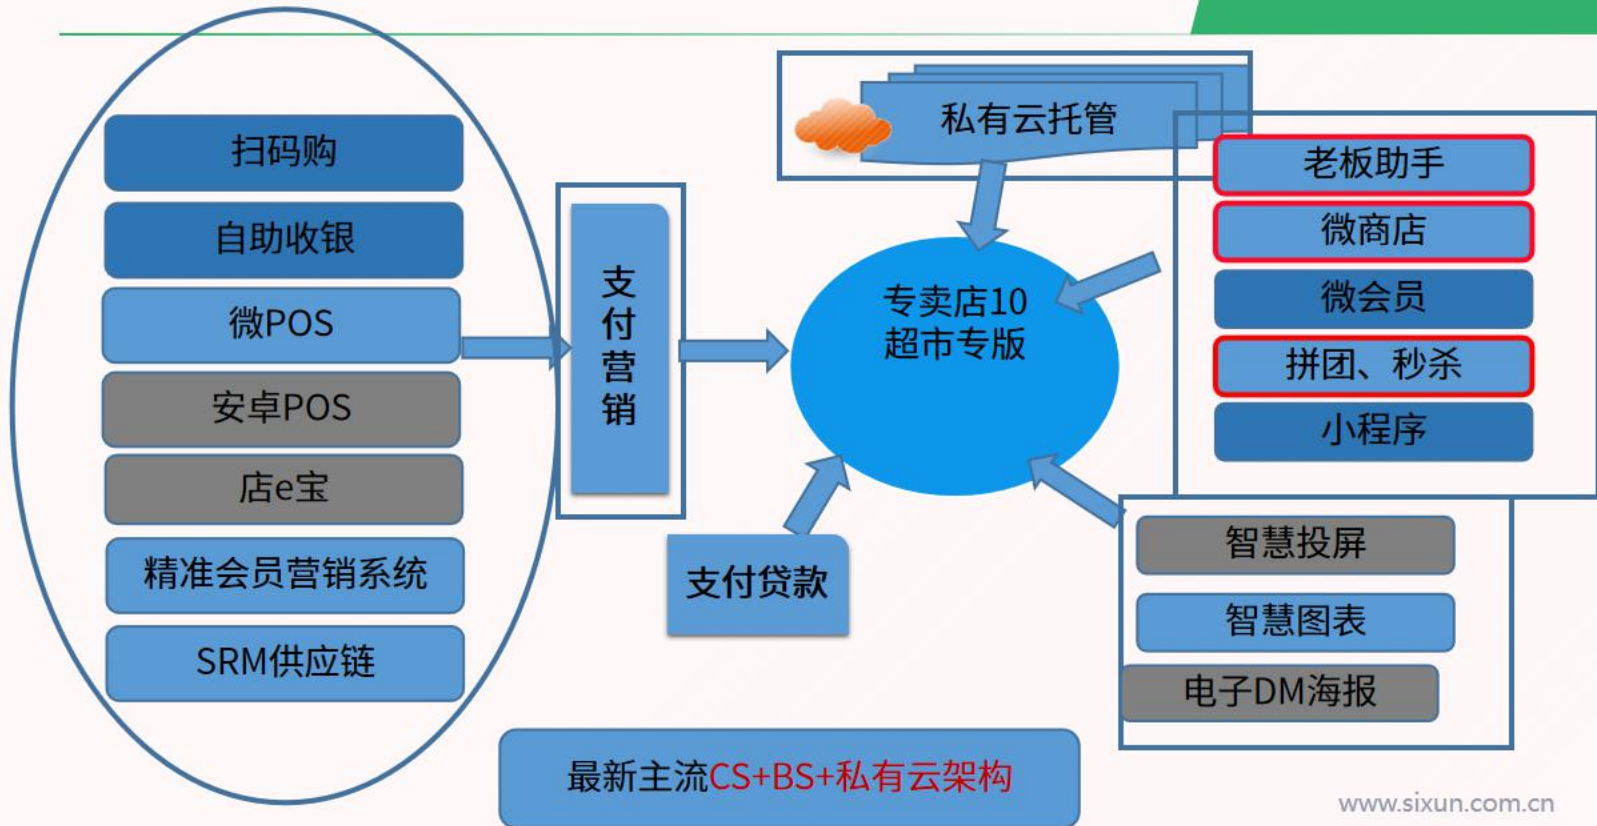 扫码购
自助收银
微POS
安卓POS
店e宝
精准会员营销系统
SRM供应链
支付营销
私有云托管
专卖店10
超市专版
支付贷款
老板助手
微商店
微会员
拼团、秒杀
小程序
智慧投屏
智慧图表
电子DM海报
最新主流CS+BS+私有云架构
www.sixun.com.cn